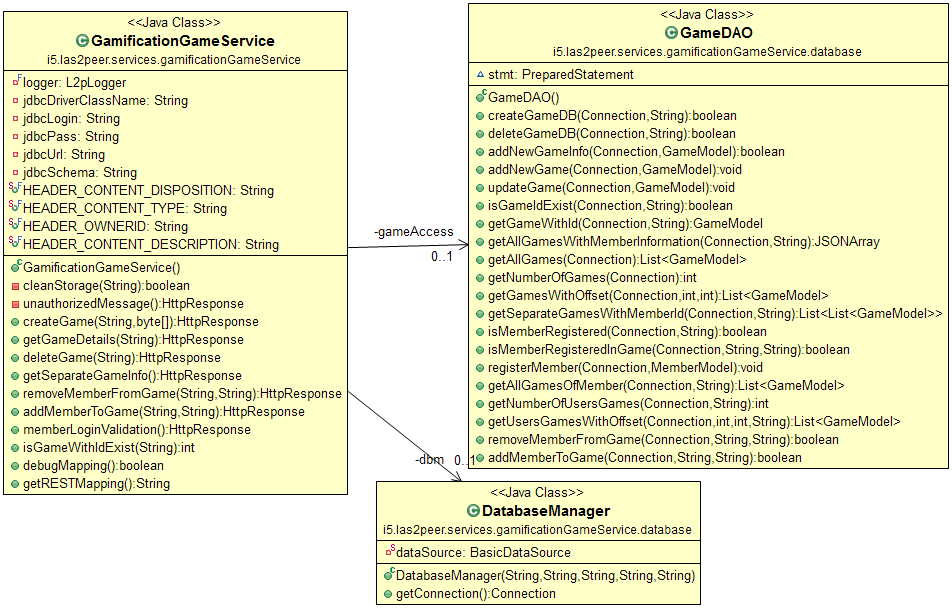 <<Java Class>>
GamificationGameService
i5.las2peer.services.gamificationGameService
logger: L2pLogger
jdbcDriverClassName: String
jdbcLogin: String
jdbcPass: String
jdbcUrl: String
jdbcSchema: String
HEADER_CONTENT_DISPOSITION: String
HEADER_CONTENT_TYPE: String
HEADER_OWNERID: String
HEADER_CONTENT_DESCRIPTION: String
GamificationGameService()
cleanStorage(String):boolean
unauthorizedMessage():HttpResponse
createGame(String,byte[]):HttpResponse
getGameDetails(String):HttpResponse
deleteGame(String):HttpResponse
getSeparateGameInfo():HttpResponse
removeMemberFromGame(String,String):HttpResponse
addMemberToGame(String,String):HttpResponse
memberLoginValidation():HttpResponse
isGameWithIdExist(String):int
debugMapping():boolean
getRESTMapping():String
-gameAccess
0..1
<<Java Class>>
GameDAO
i5.las2peer.services.gamificationGameService.database
stmt: PreparedStatement
GameDAO()
createGameDB(Connection,String):boolean
deleteGameDB(Connection,String):boolean
addNewGameInfo(Connection,GameModel):boolean
addNewGame(Connection,GameModel):void
updateGame(Connection,GameModel):void
isGameIdExist(Connection,String):boolean
getGameWithId(Connection,String):GameModel
getAllGamesWithMemberInformation(Connection,String):JSONArray
getAllGames(Connection):List<GameModel>
getNumberOfGames(Connection):int
getGamesWithOffset(Connection,int,int):List<GameModel>
getSeparateGamesWithMemberId(Connection,String):List<List<GameModel>>
isMemberRegistered(Connection,String):boolean
isMemberRegisteredInGame(Connection,String,String):boolean
registerMember(Connection,MemberModel):void
getAllGamesOfMember(Connection,String):List<GameModel>
getNumberOfUsersGames(Connection,String):int
getUsersGamesWithOffset(Connection,int,int,String):List<GameModel>
removeMemberFromGame(Connection,String,String):boolean
addMemberToGame(Connection,String,String):boolean
-dbm 0..1
<<Java Class>>
DatabaseManager
i5.las2peer.services.gamificationGameService.database
dataSource: BasicDataSource
DatabaseManager(String,String,String,String,String)
getConnection():Connection